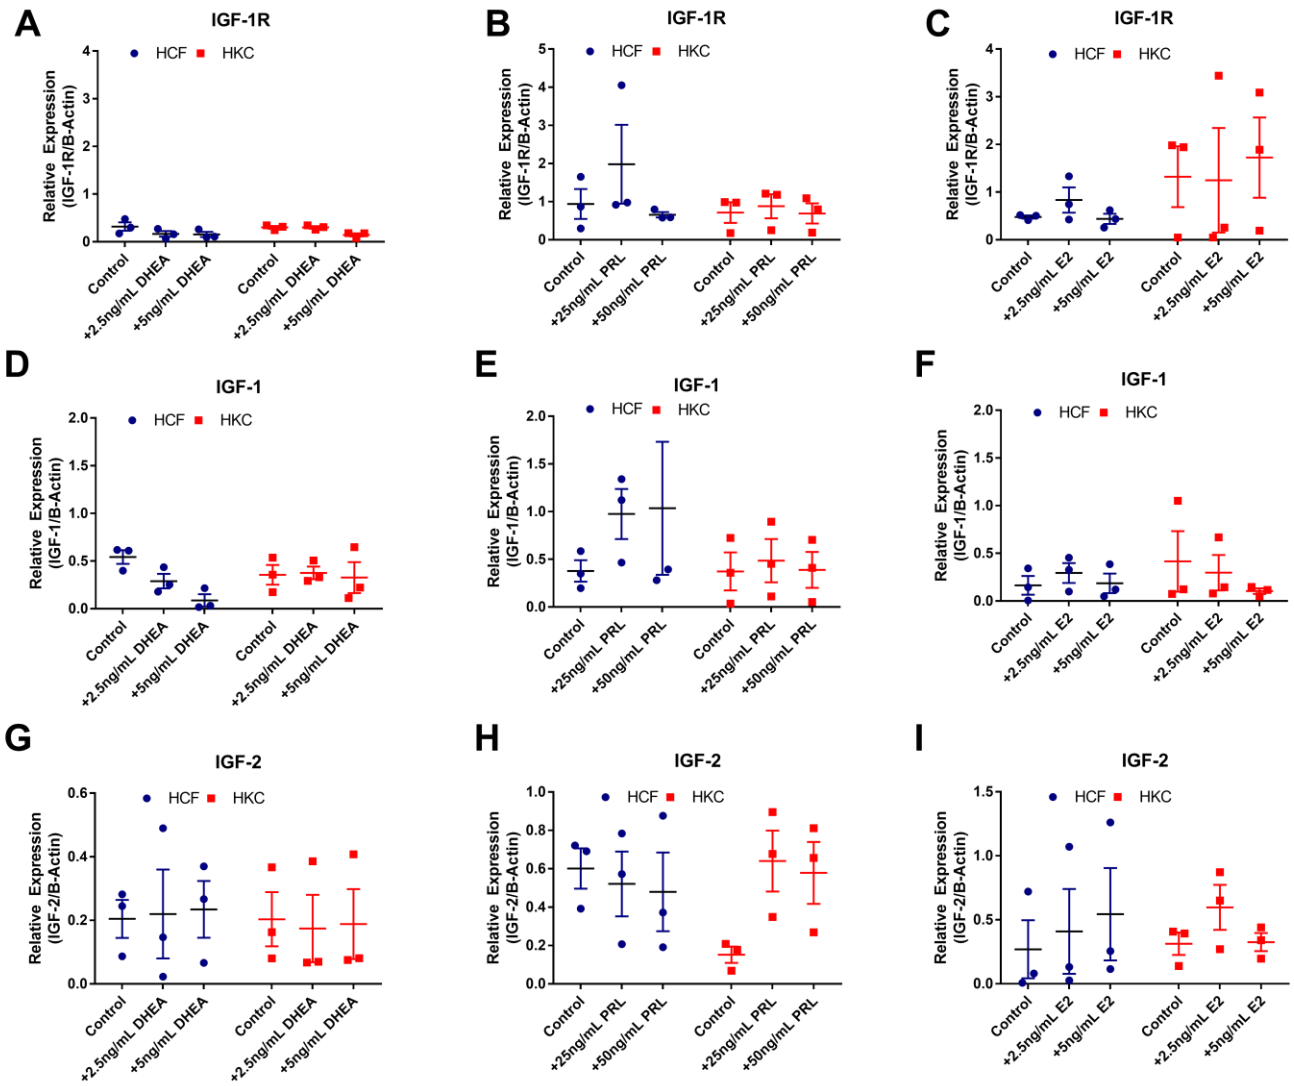 A
IGF-1R
HCF HKC
Relative Expression
(IGF-1R/B-Actin)
4
3
2
1
0
Control
+2.5ng/mL DHEA
+5ng/mL DHEA
Control
+2.5ng/mL DHEA
+5ng/mL DHEA
B
IGF-1R
HCF HKC
Relative Expression
(IGF-1R/B-Actin)
5
4
3
2
1
0
Control
+25ng/mL PRL
+50ng/mL PRL
Control
+25ng/mL PRL
+50ng/mL PRL
C
IGF-1R
HCF HKC
Relative Expression
(IGF-1R/B-Actin)
4
3
2
1
0
Control
+2.5ng/mL E2
+5ng/mL E2
Control
+2.5ng/mL E2
+5ng/mL E2
D
IGF-1
HCF HKC
Relative Expression
(IGF-1/B-Actin)
2.0
1.5
1.0
0.5
0.0
Control
+2.5ng/mL DHEA
+5ng/mL DHEA
Control
+2.5ng/mL DHEA
+5ng/mL DHEA
E
IGF-1
HCF HKC
Relative Expression
(IGF-1/B-Actin)
2.0
1.5
1.0
0.5
0.0
Control
+25ng/mL PRL
+50ng/mL PRL
Control
+25ng/mL PRL
+50ng/mL PRL
F
IGF-1
HCF HKC
Relative Expression
(IGF-1/B-Actin)
2.0
1.5
1.0
0.5
0.0
Control
+2.5ng/mL E2
+5ng/mL E2
Control
+2.5ng/mL E2
+5ng/mL E2
G
IGF-2
HCF HKC
Relative Expression
(IGF-2/B-Actin)
0.6
0.4
0.2
0.0
Control
+2.5ng/mL DHEA
+5ng/mL DHEA
Control
+2.5ng/mL DHEA
+5ng/mL DHEA
H
IGF-2
HCF HKC
Relative Expression
(IGF-2/B-Actin)
1.0
0.8
0.6
0.4
0.2
0.0
Control
+25ng/mL PRL
+50ng/mL PRL
Control
+25ng/mL PRL
+50ng/mL PRL
I
IGF-2
HCF HKC
Relative Expression
(IGF-2/B-Actin)
1.5
1.0
0.5
0.0
Control
+2.5ng/mL E2
+5ng/mL E2
Control
+2.5ng/mL E2
+5ng/mL E2